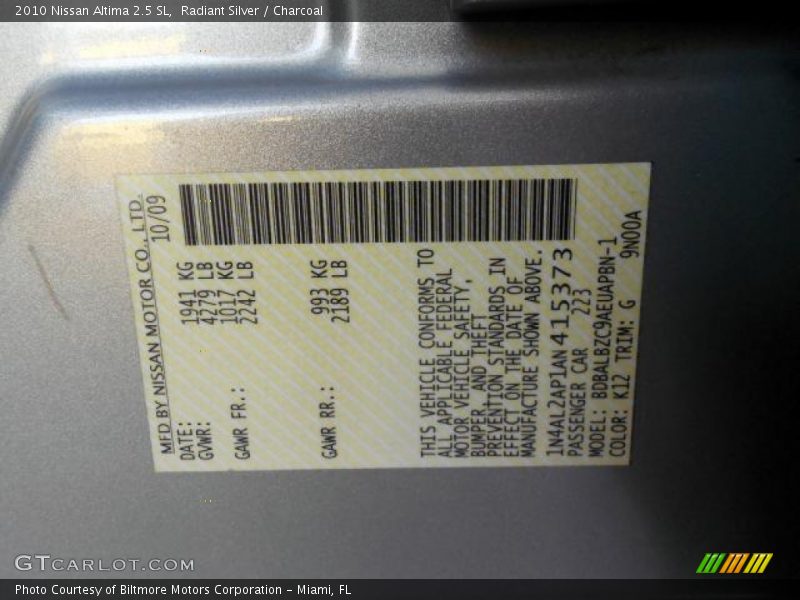 2010 Nissan Altima 2.5 SL,  Radiant Silver / Charcoal
MFD BY NISSAN MOTOR CO., LTD.
DATE: 10/09
GVWR: 1941 KG
4279 LB
GAWR FR.: 1017 KG
2242 LB
GAWR RR.: 993 KG
2189 LB
THIS VEHICLE CONFORMS TO
ALL APPLICABLE FEDERAL
MOTOR VEHICLE SAFETY,
BUMPER, AND THEFT
PREVENTION STANDARDS IN
EFFECT ON THE DATE OF
MANUFACTURE SHOWN ABOVE.
1N4AL2AP1AN415373
PASSENGER CAR 223
MODEL: BDBALBZC9AEUAPBN-1
COLOR: K12 TRIM: G 9N00A
GTCARLOT.COM
Photo Courtesy of Biltmore Motors Corporation – Miami, FL